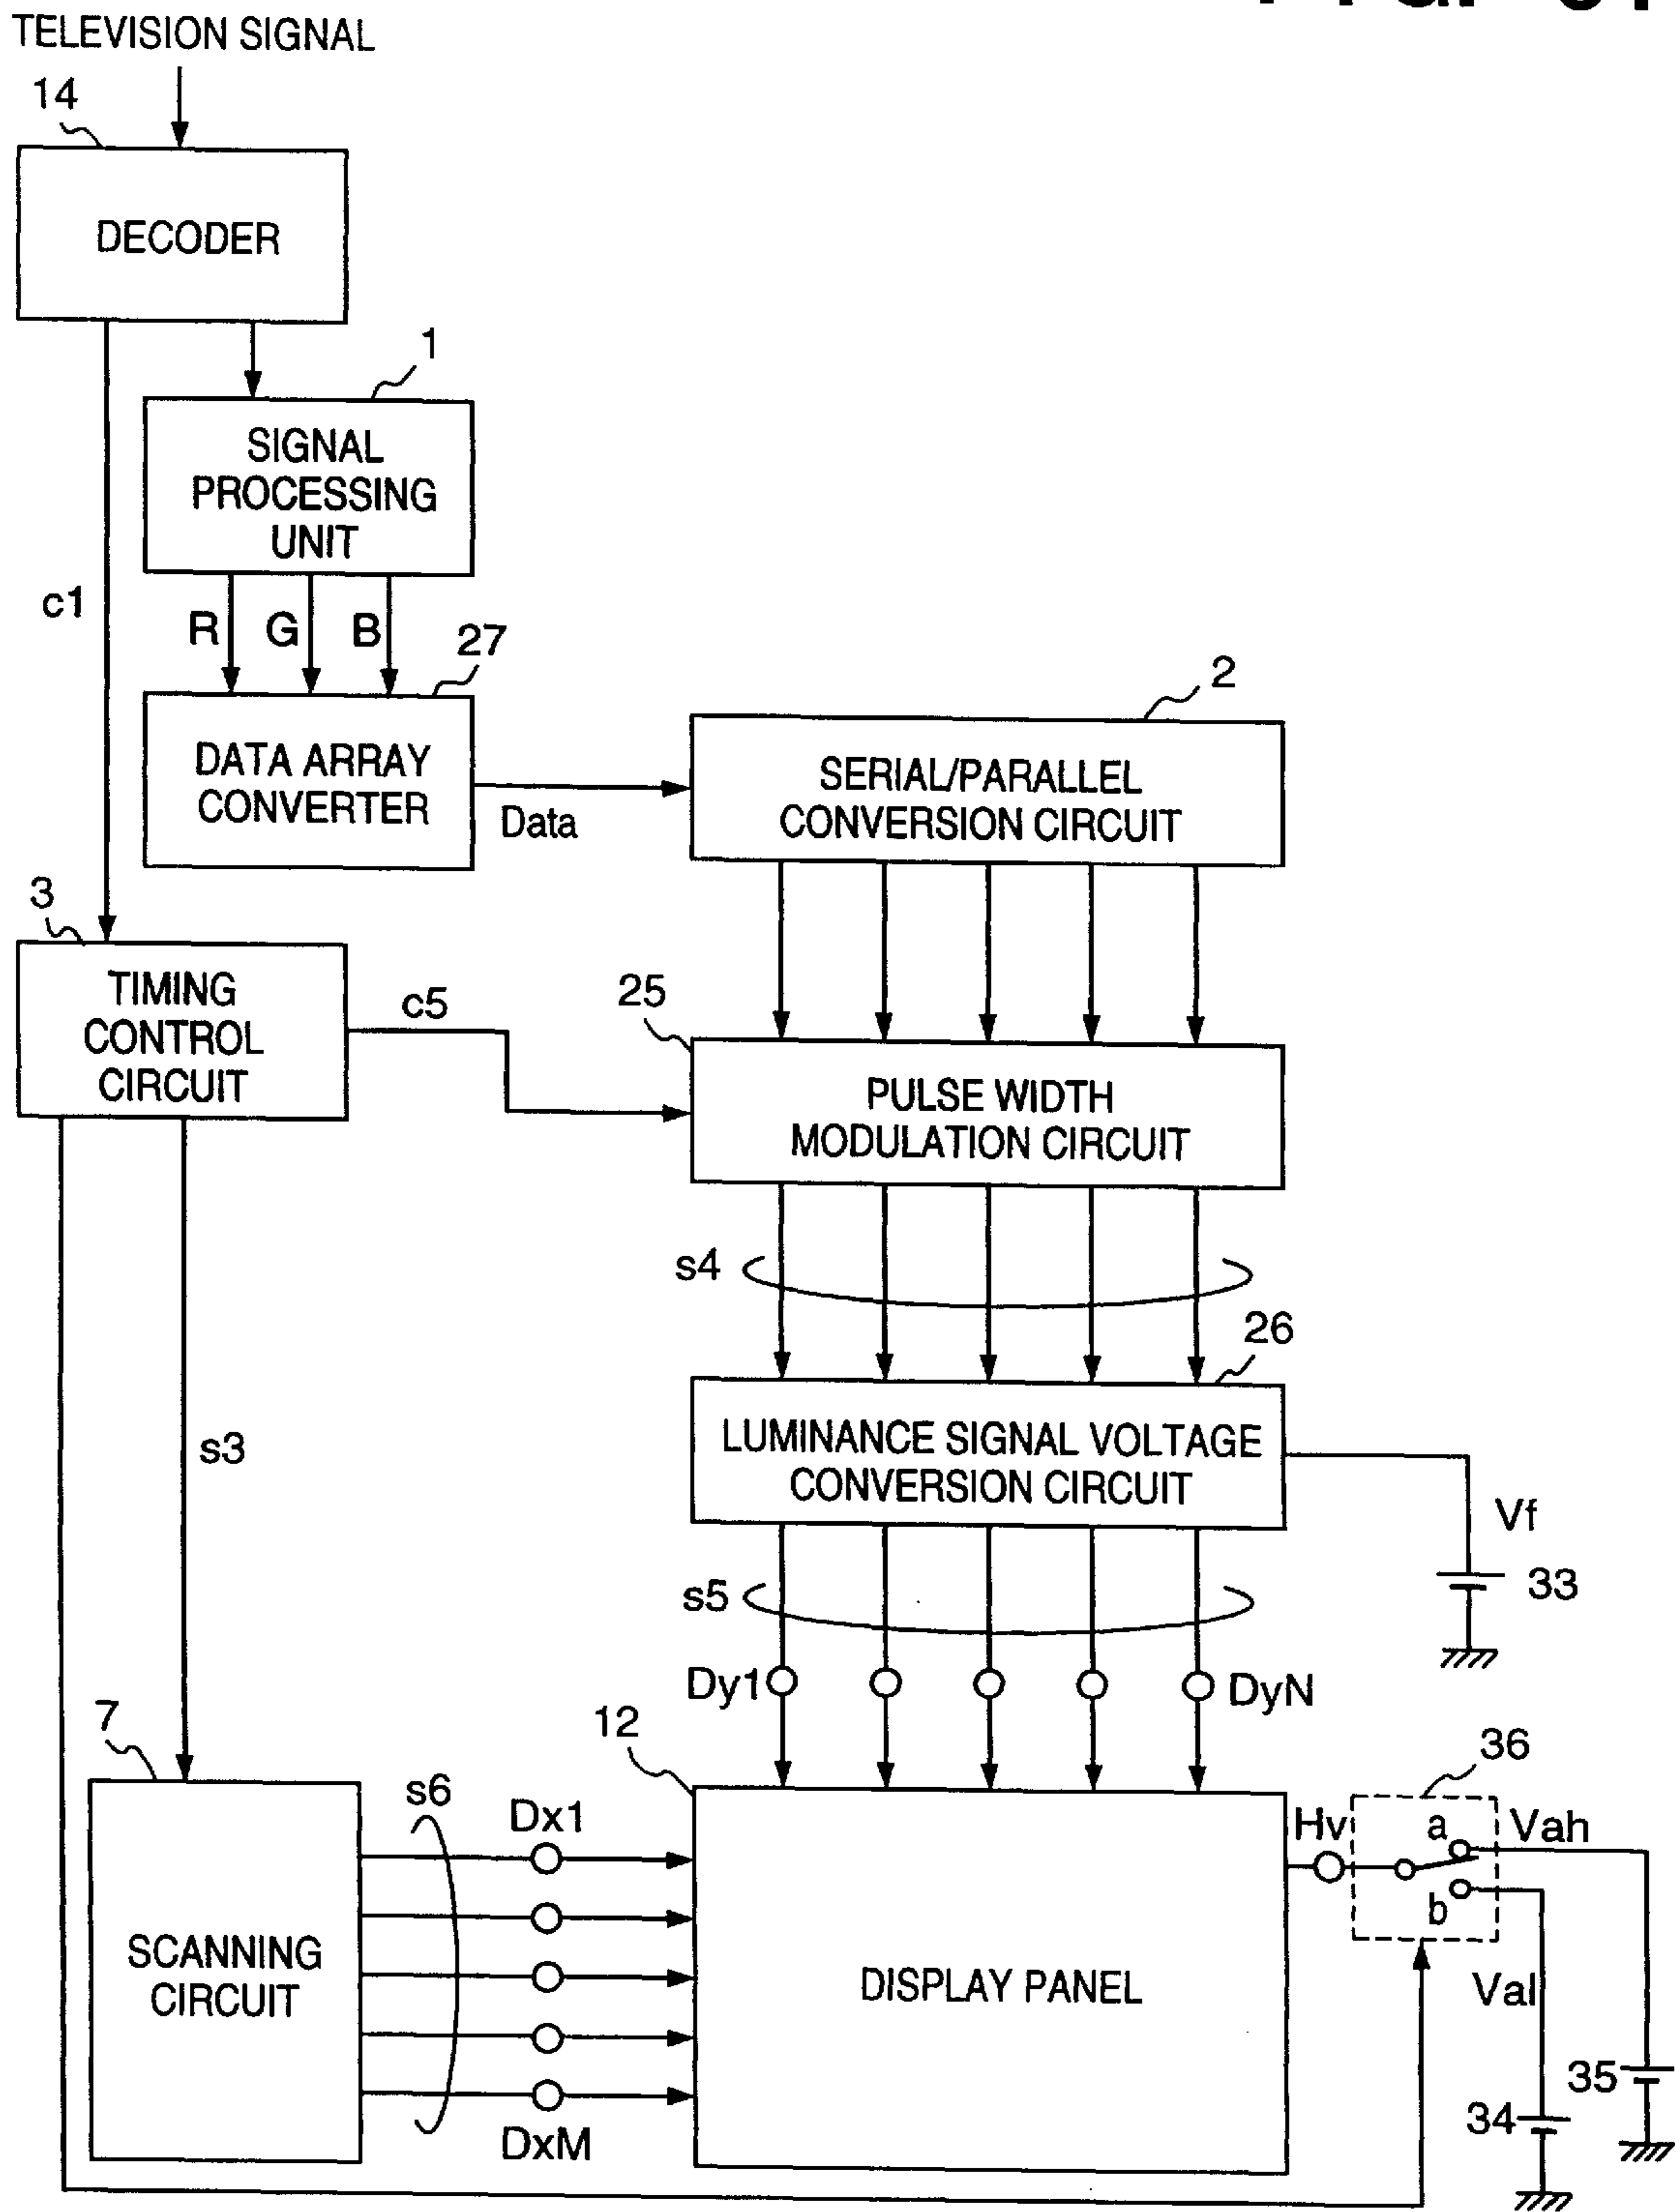 TELEVISION SIGNAL
14
DECODER
1
SIGNAL
PROCESSING
UNIT
c1
R G B
27
DATA ARRAY
CONVERTER
Data
2
SERIAL/PARALLEL
CONVERSION CIRCUIT
3
TIMING
CONTROL
CIRCUIT
c5
25
PULSE WIDTH
MODULATION CIRCUIT
s4
26
LUMINANCE SIGNAL VOLTAGE
CONVERSION CIRCUIT
s3
Vf
33
s5
Dy1
DyN
7
12
36
s6
Dx1
Hv
a
Vah
b
SCANNING
CIRCUIT
DISPLAY PANEL
Val
35
34
DxM